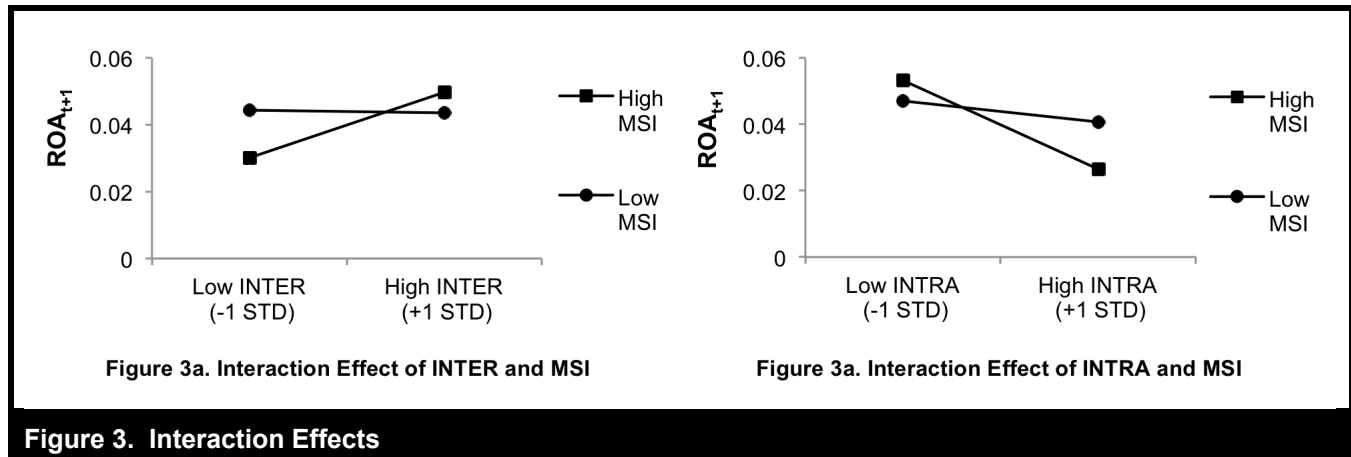 0.06
0.04
0.02
0
ROAt+1
High
MSI
Low
MSI
Low INTER
(-1 STD)
High INTER
(+1 STD)
Figure 3a. Interaction Effect of INTER and MSI
0.06
0.04
0.02
0
ROAt+1
High
MSI
Low
MSI
Low INTRA
(-1 STD)
High INTRA
(+1 STD)
Figure 3a. Interaction Effect of INTRA and MSI
Figure 3. Interaction Effects